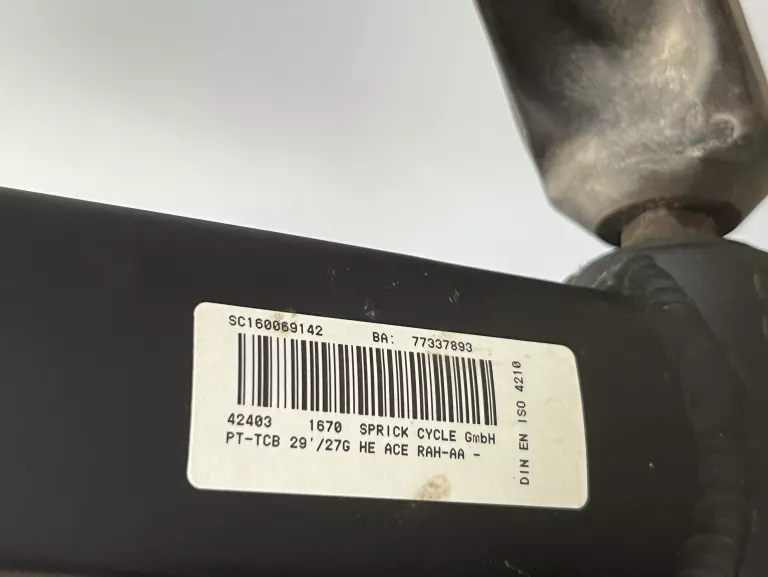 SC160069142 BA: 77337893
42403 1670 SPRICK CYCLE GmbH
PT-TCB 29'/27G HE ACE RAH-AA -
DIN EN ISO 4210